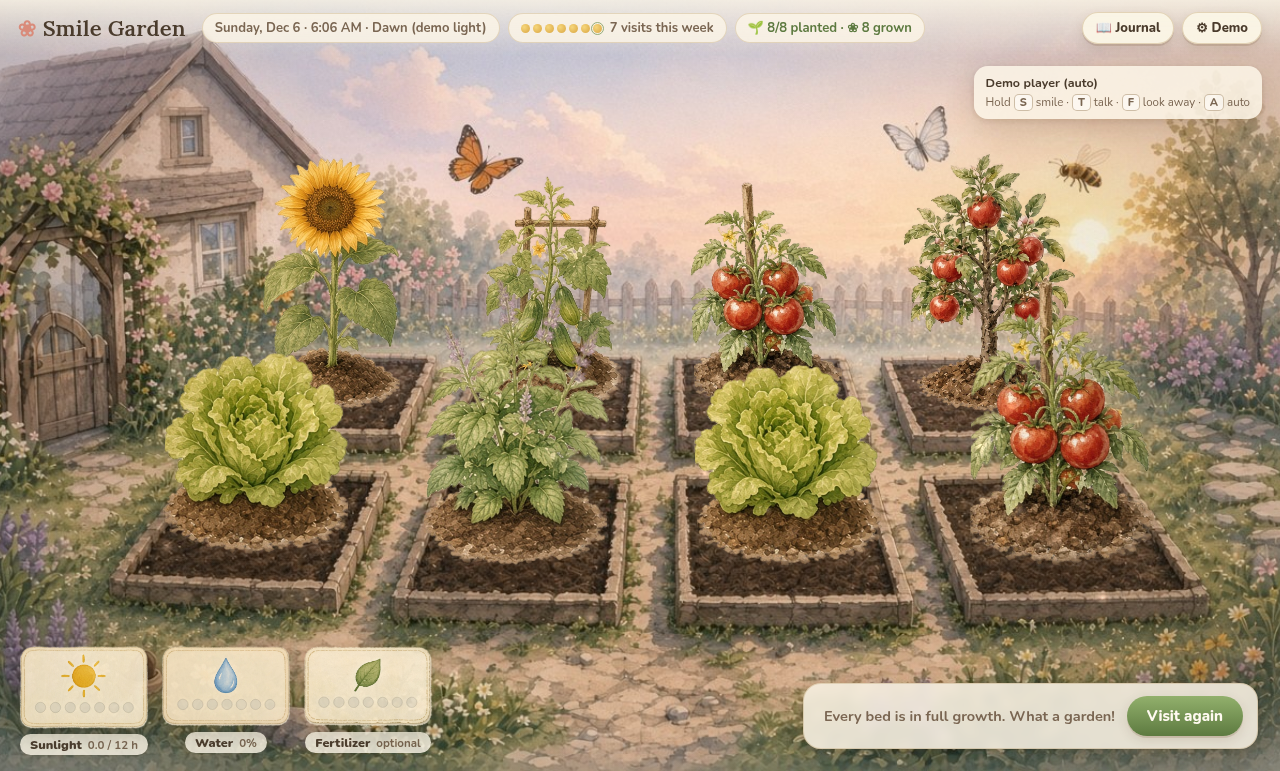 Smile Garden
Sunday, Dec 6 · 6:06 AM · Dawn (demo light)
7 visits this week
8/8 planted · 8 grown
Journal
Demo
Demo player (auto)
Hold S smile · T talk · F look away · A auto
Sunlight 0.0 / 12 h
Water 0%
Fertilizer optional
Every bed is in full growth. What a garden!
Visit again